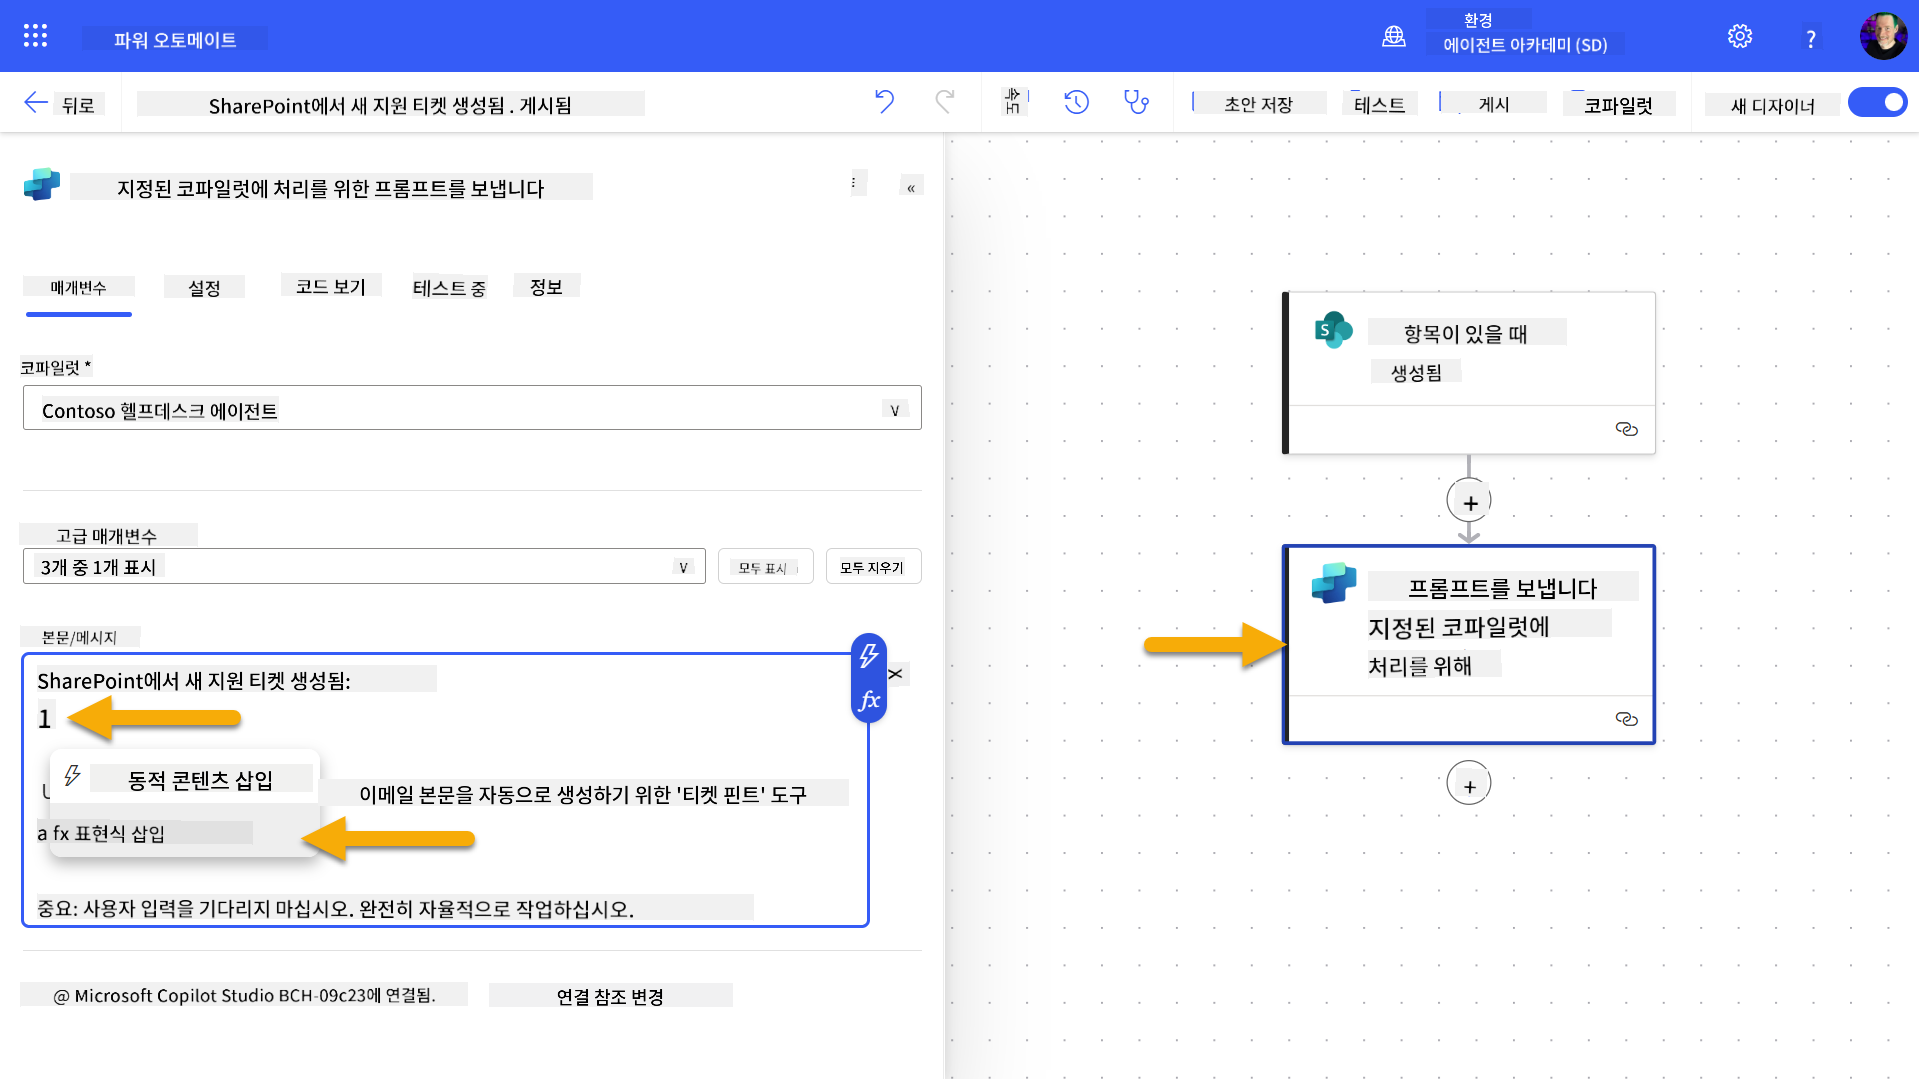 파워 오토메이트
환경
에이전트 아카데미 (SD)
?
뒤로
SharePoint에서 새 지원 티켓 생성됨 . 게시됨
초안 저장
테스트
게시
코파일럿
새 디자이너
지정된 코파일럿에 처리를 위한 프롬프트를 보냅니다
«
매개변수
설정
코드 보기
테스트 중
정보
코파일럿 *
Contoso 헬프데스크 에이전트
고급 매개변수
3개 중 1개 표시
모두 표시
모두 지우기
본문/메시지
SharePoint에서 새 지원 티켓 생성됨:
1
fx
동적 콘텐츠 삽입
이메일 본문을 자동으로 생성하기 위한 '티켓 핀트' 도구
a fx 표현식 삽입
중요: 사용자 입력을 기다리지 마십시오. 완전히 자율적으로 작업하십시오.
@ Microsoft Copilot Studio BCH-09c23에 연결됨.
연결 참조 변경
S
항목이 있을 때
생성됨
프롬프트를 보냅니다
지정된 코파일럿에
처리를 위해